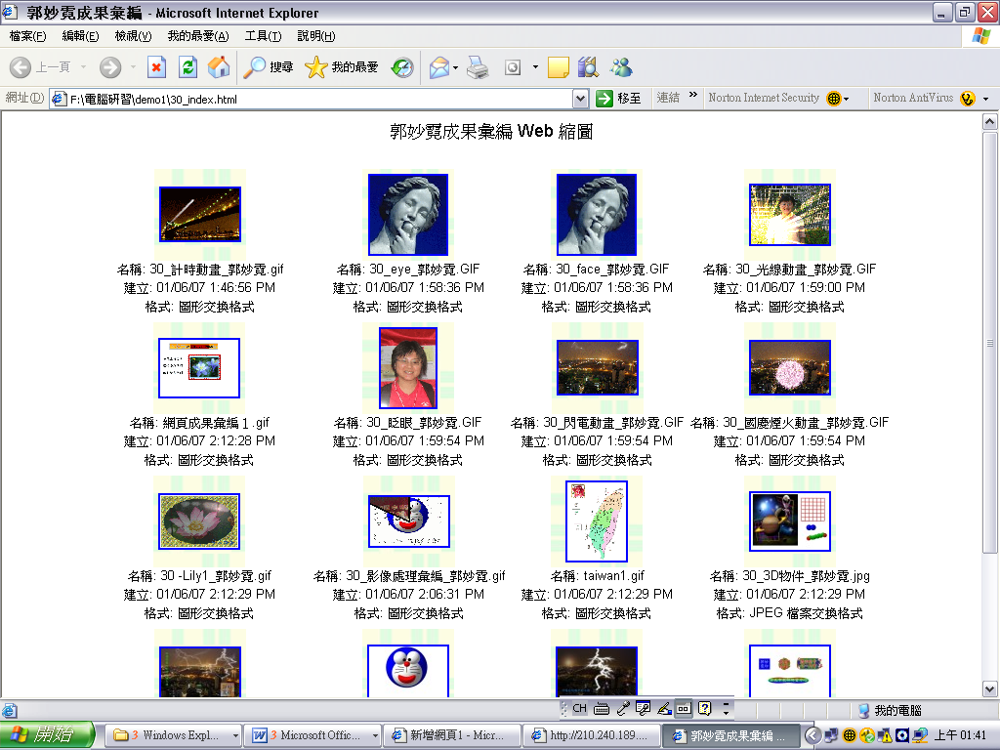 郭妙霓成果彙編 - Microsoft Internet Explorer
檔案(F) 編輯(E) 檢視(V) 我的最愛(A) 工具(T) 說明(H)
上一頁 搜尋 我的最愛
網址(D) F:\電腦研習\demo1\30_index.html 移至 連結 » Norton Internet Security Norton AntiVirus
郭妙霓成果彙編 Web 縮圖
名稱: 30_計時動畫_郭妙霓.gif 名稱: 30_eye_郭妙霓.GIF 名稱: 30_face_郭妙霓.GIF 名稱: 30_光線動畫_郭妙霓.GIF
建立: 01/06/07 1:46:56 PM 建立: 01/06/07 1:58:36 PM 建立: 01/06/07 1:58:36 PM 建立: 01/06/07 1:59:00 PM
格式: 圖形交換格式 格式: 圖形交換格式 格式: 圖形交換格式 格式: 圖形交換格式
名稱: 網頁成果彙編１.gif 名稱: 30_眨眼_郭妙霓.GIF 名稱: 30_閃電動畫_郭妙霓.GIF 名稱: 30_國慶煙火動畫_郭妙霓.GIF
建立: 01/06/07 2:12:28 PM 建立: 01/06/07 1:59:54 PM 建立: 01/06/07 1:59:54 PM 建立: 01/06/07 1:59:54 PM
格式: 圖形交換格式 格式: 圖形交換格式 格式: 圖形交換格式 格式: 圖形交換格式
名稱: 30 -Lily1_郭妙霓.gif 名稱: 30_影像處理彙編_郭妙霓.gif 名稱: taiwan1.gif 名稱: 30_3D物件_郭妙霓.jpg
建立: 01/06/07 2:12:29 PM 建立: 01/06/07 2:06:31 PM 建立: 01/06/07 2:12:29 PM 建立: 01/06/07 2:12:29 PM
格式: 圖形交換格式 格式: 圖形交換格式 格式: 圖形交換格式 格式: JPEG 檔案交換格式
CH 我的電腦
開始 3 Windows Expl... 3 Microsoft Offic... 新增網頁1 - Micr... http://210.240.189.... 郭妙霓成果彙編 ... 上午 01:41